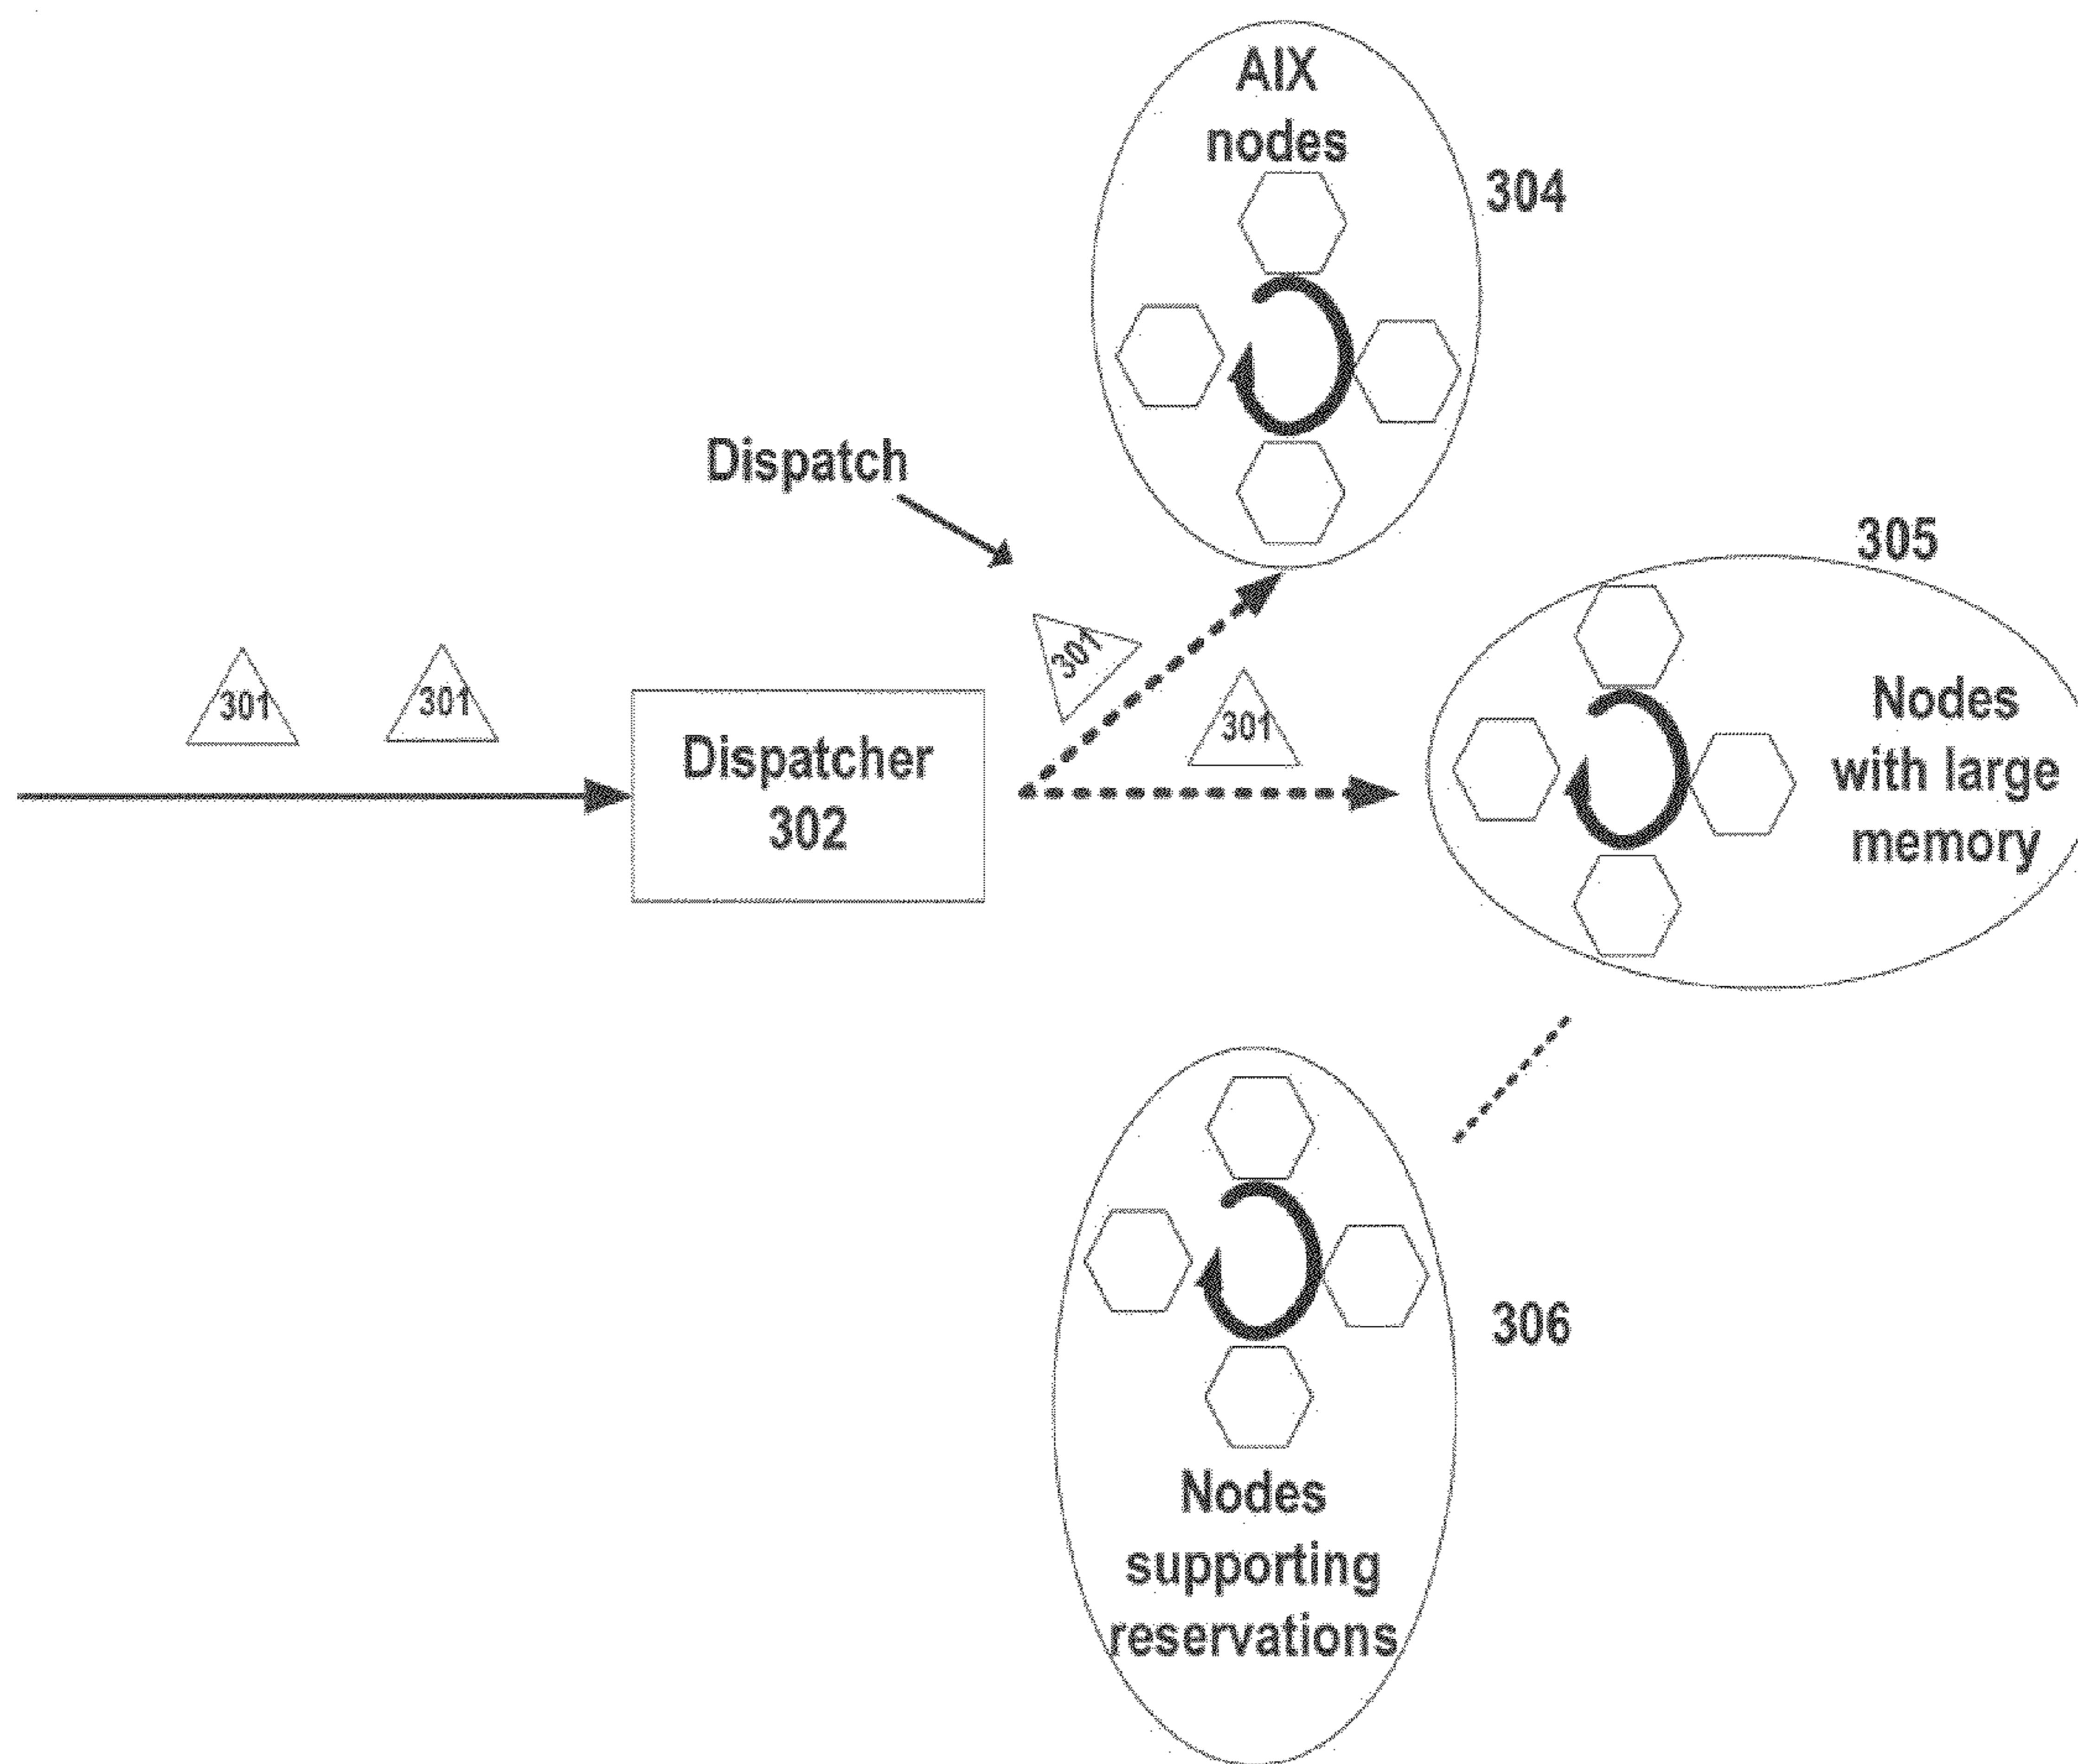 AIX
nodes
304
Dispatch
305
301
301
301
301
Dispatcher
302
Nodes
with large
memory
306
Nodes
supporting
reservations